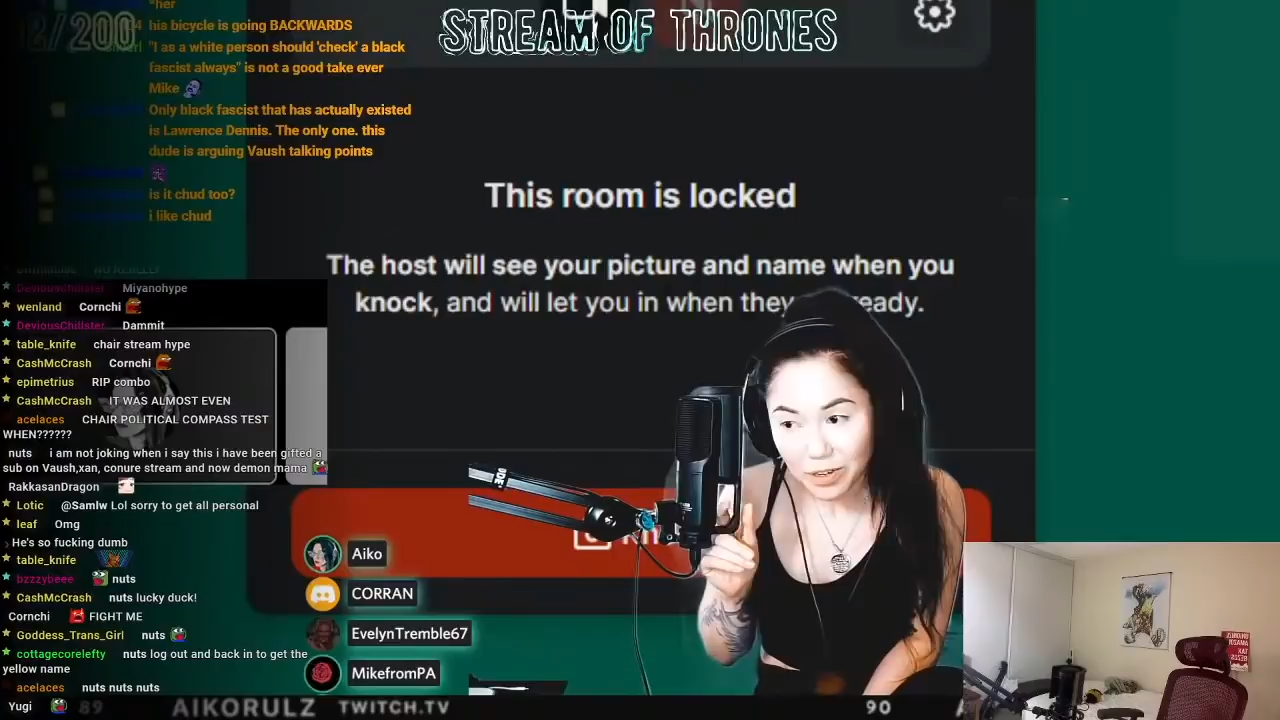 "her
STREAM OF THRONES
2/200
his bicycle is going BACKWARDS
"I as a white person should 'check' a black
fascist always" is not a good take ever
Mike
Only black fascist that has actually existed
is Lawrence Dennis. The only one. this
dude is arguing Vaush talking points
is it chud too?
i like chud
This room is locked
The host will see your picture and name when you
knock, and will let you in when they ready.
DeviousChillster Miyanohype
wenland Cornchi
DeviousChillster Dammit
table_knife chair stream hype
CashMcCrash Cornchi
epimetrius RIP combo
CashMcCrash IT WAS ALMOST EVEN
acelaces CHAIR POLITICAL COMPASS TEST
WHEN??????
nuts i am not joking when i say this i have been gifted a
sub on Vaush,xan, conure stream and now demon mama
RakkasanDragon
Lotic @Samlw Lol sorry to get all personal
leaf Omg
He's so fucking dumb
table_knife
bzzzybeee nuts
CashMcCrash nuts lucky duck!
Cornchi FIGHT ME
Goddess_Trans_Girl nuts
cottagecorelefty nuts log out and back in to get the
yellow name
acelaces nuts nuts nuts
Yugi
Aiko
CORRAN
EvelynTremble67
MikefromPA
89 AIKORULZ TWITCH.TV 90